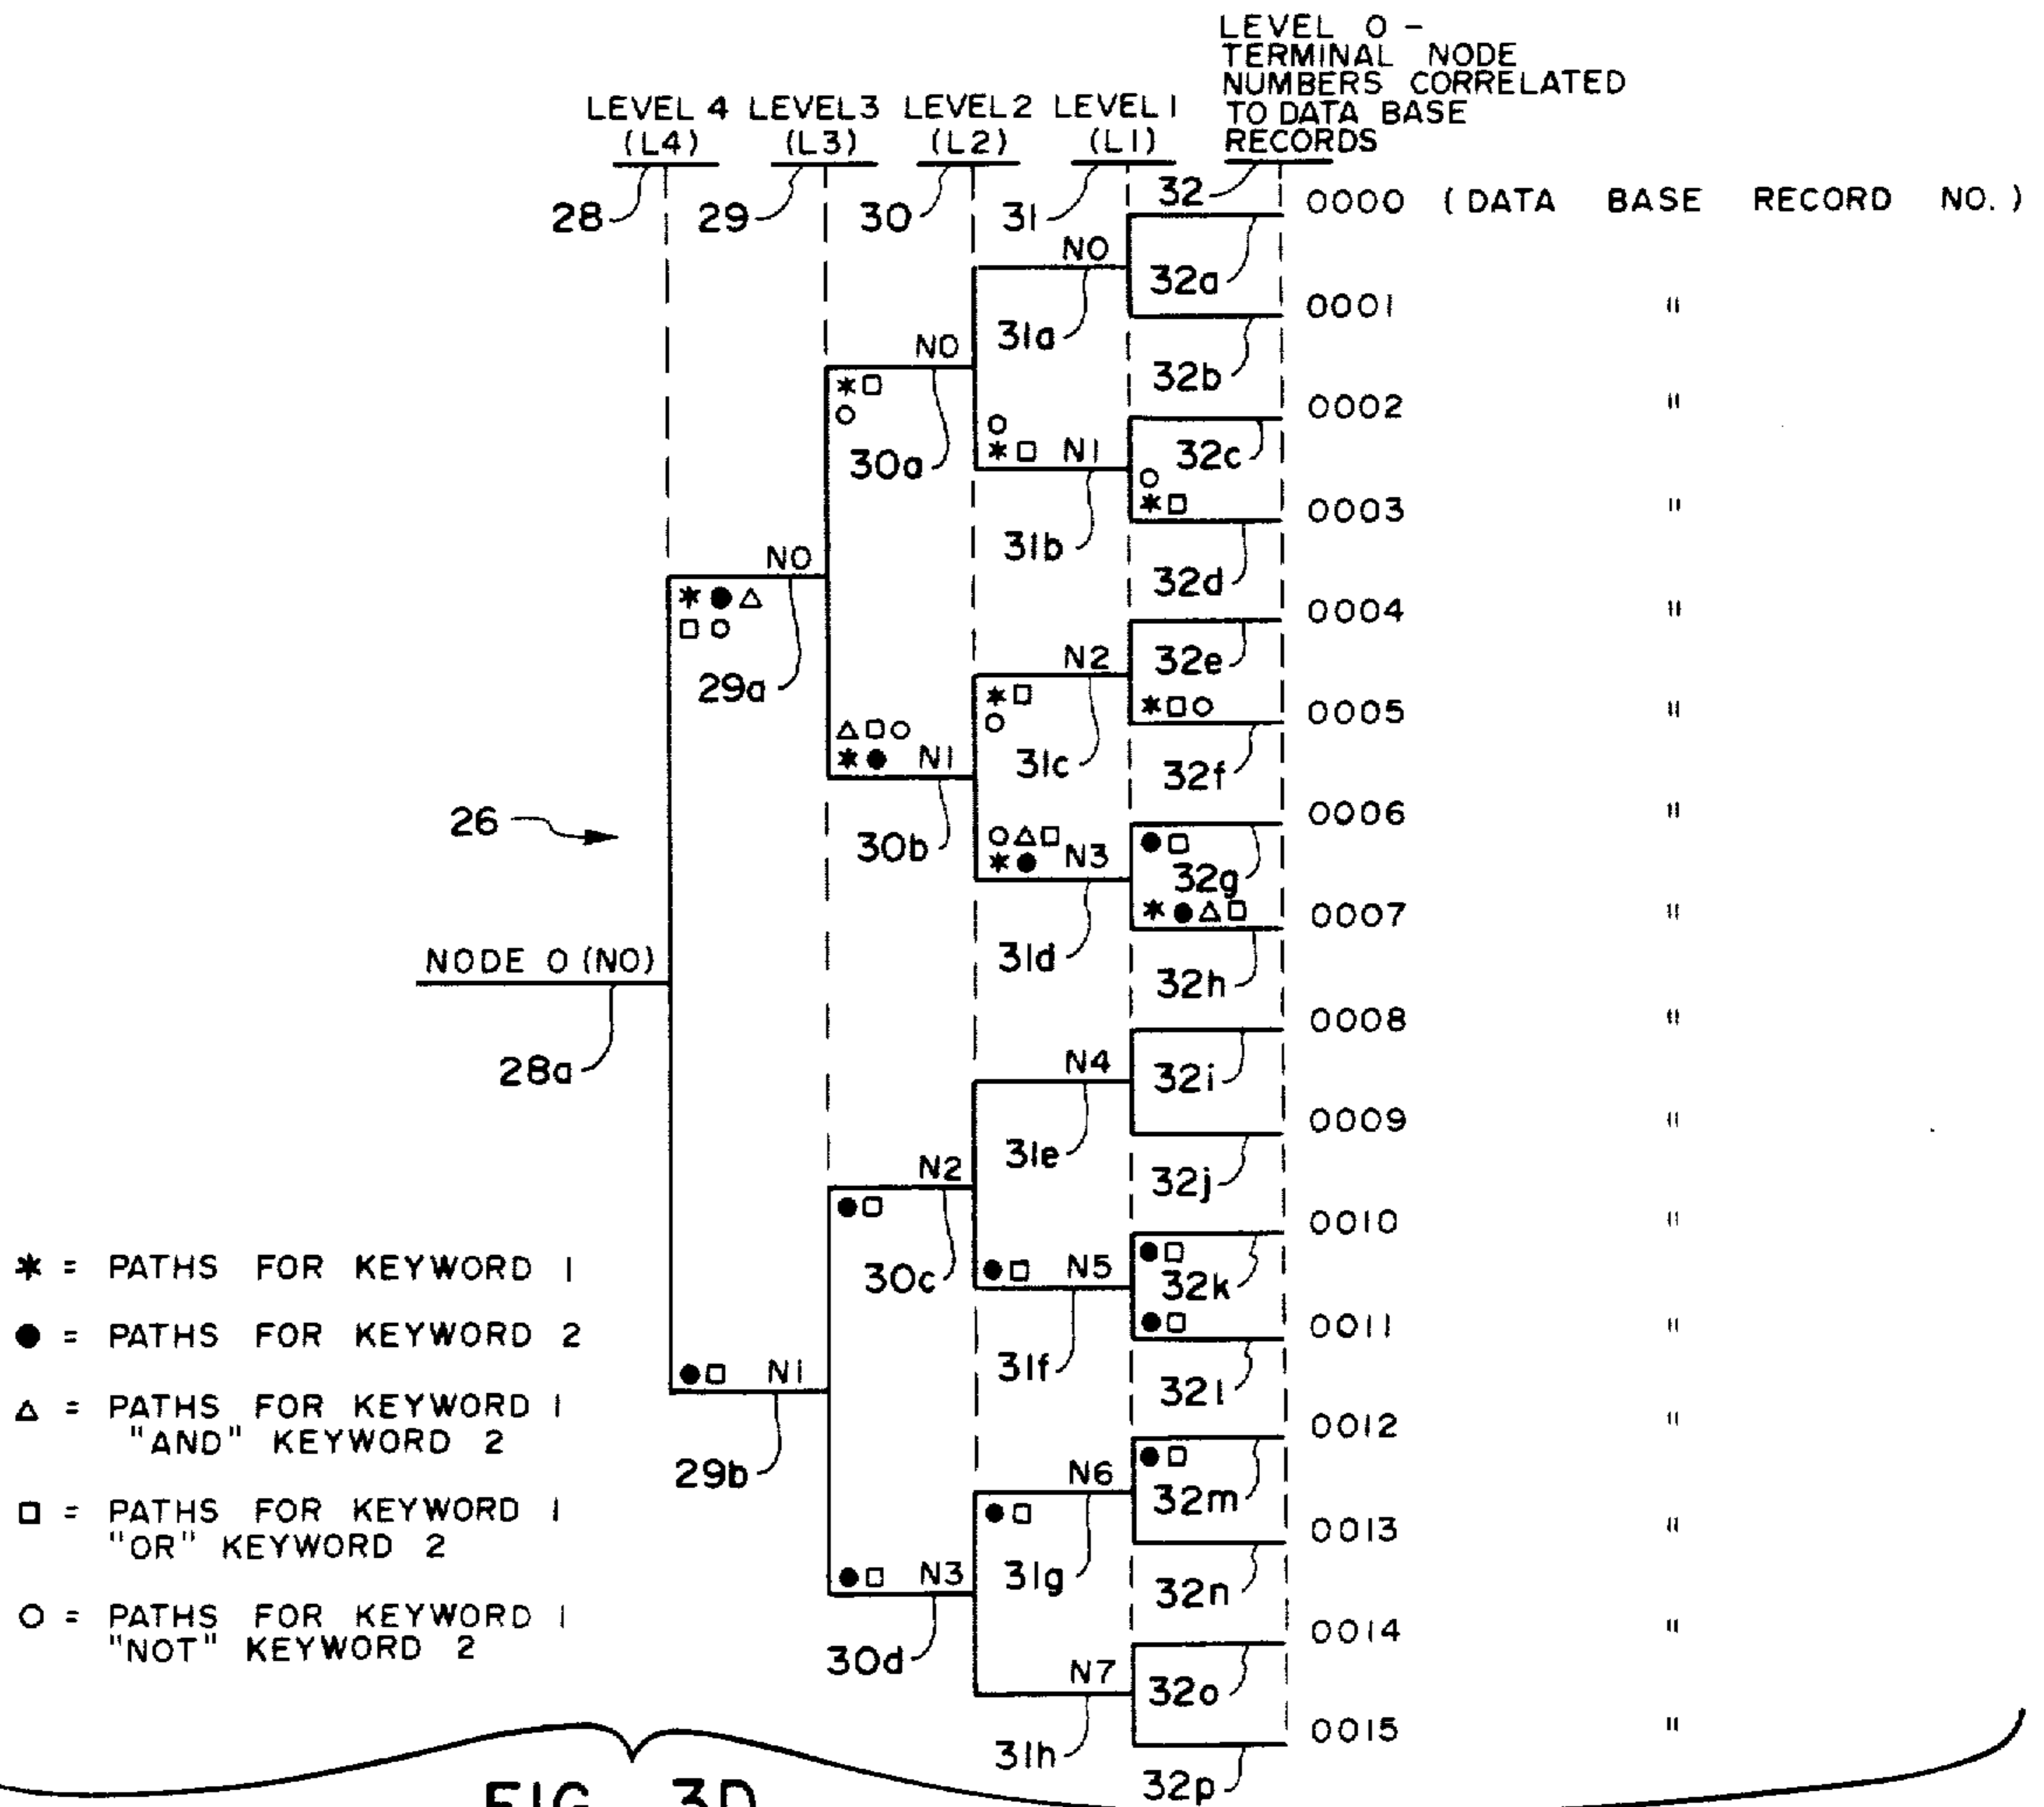 LEVEL 0 -
TERMINAL NODE
NUMBERS CORRELATED
TO DATA BASE
RECORDS
LEVEL 4 LEVEL 3 LEVEL 2 LEVEL 1
(L4) (L3) (L2) (L1)
28 29 30 31 32
0000 (DATA BASE RECORD NO.)
N0
32a
0001 "
31a
N0
32b
0002 "
30a
N1
32c
0003 "
31b
N0
32d
0004 "
N2
32e
29a
0005 "
N1
31c
32f
0006 "
26
30b
N3
32g
0007 "
NODE 0 (N0)
31d
32h
0008 "
28a
N4
32i
0009 "
31e
N2
32j
0010 "
* = PATHS FOR KEYWORD 1
30c
N5
32k
0011 "
● = PATHS FOR KEYWORD 2
N1
31f
32l
△ = PATHS FOR KEYWORD 1
"AND" KEYWORD 2
0012 "
29b
N6
32m
□ = PATHS FOR KEYWORD 1
"OR" KEYWORD 2
0013 "
N3
31g
32n
○ = PATHS FOR KEYWORD 1
"NOT" KEYWORD 2
0014 "
30d
N7
32o
0015 "
31h
32p
FIG. 3D